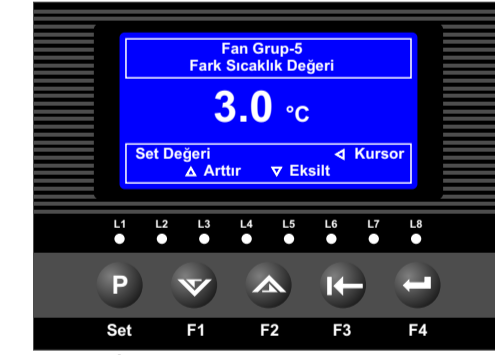 Fan Grup-5
Fark Sıcaklık Değeri
3.0 °C
Set Değeri ◁ Kursor
△ Arttır ▽ Eksilt
L1 L2 L3 L4 L5 L6 L7 L8
P
Set F1 F2 F3 F4